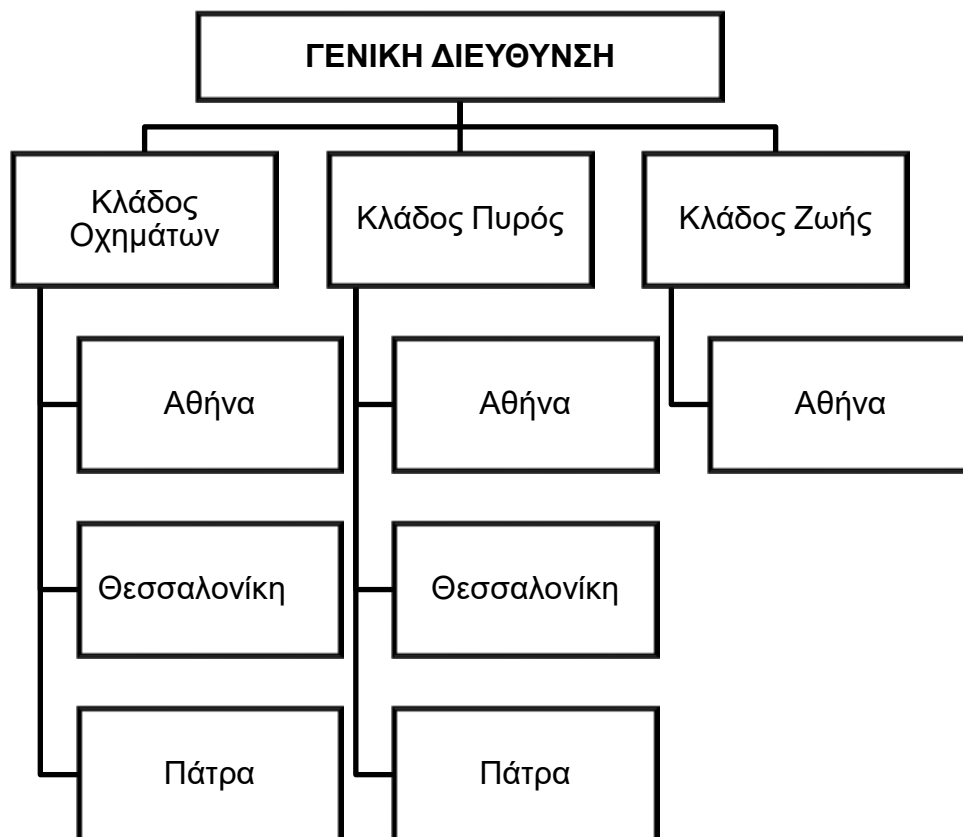 ΓΕΝΙΚΗ ΔΙΕΥΘΥΝΣΗ
Κλάδος
Οχημάτων
Κλάδος Πυρός
Κλάδος Ζωής
Αθήνα
Αθήνα
Αθήνα
Θεσσαλονίκη
Θεσσαλονίκη
Πάτρα
Πάτρα